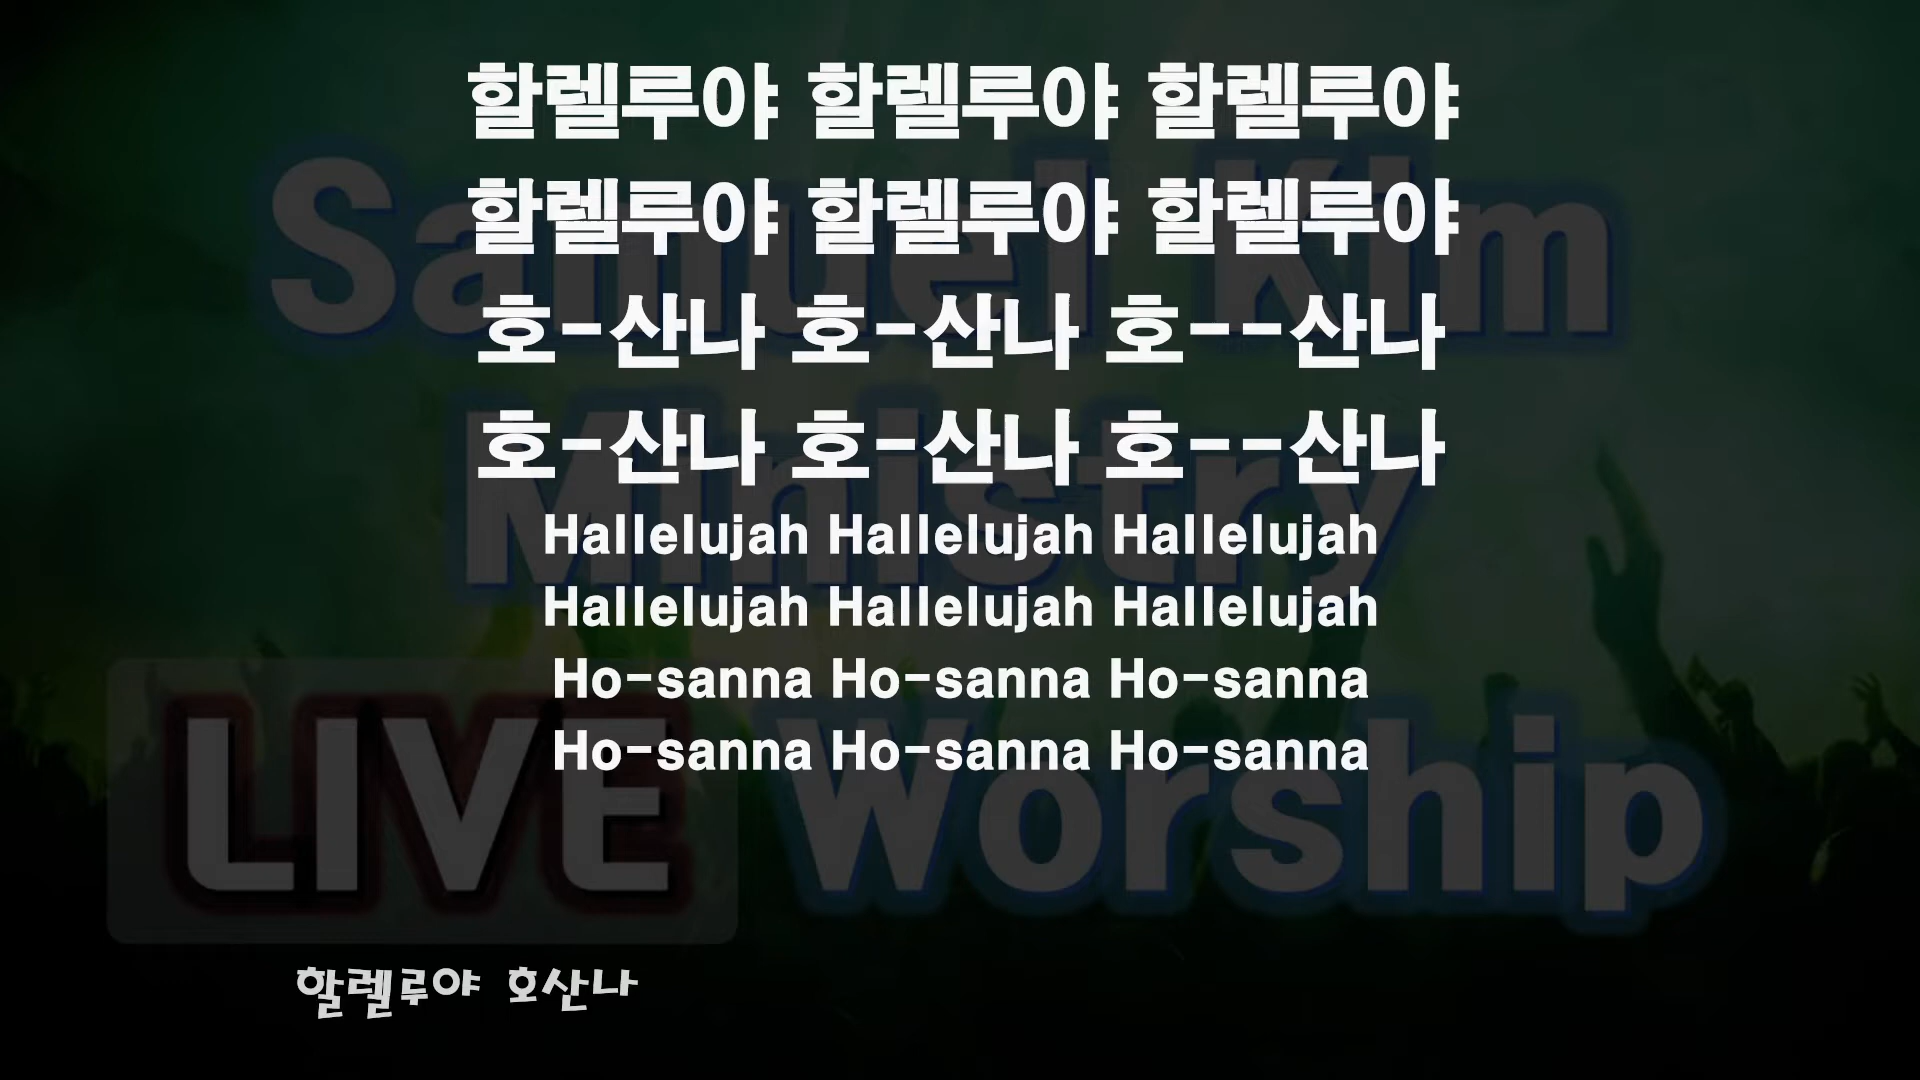 할렐루야 할렐루야 할렐루야
할렐루야 할렐루야 할렐루야
호-산나 호-산나 호--산나
호-산나 호-산나 호--산나
Hallelujah Hallelujah Hallelujah
Hallelujah Hallelujah Hallelujah
Ho-sanna Ho-sanna Ho-sanna
Ho-sanna Ho-sanna Ho-sanna
Samuel Kim
Ministry
LIVE Worship
할렐루야 호산나